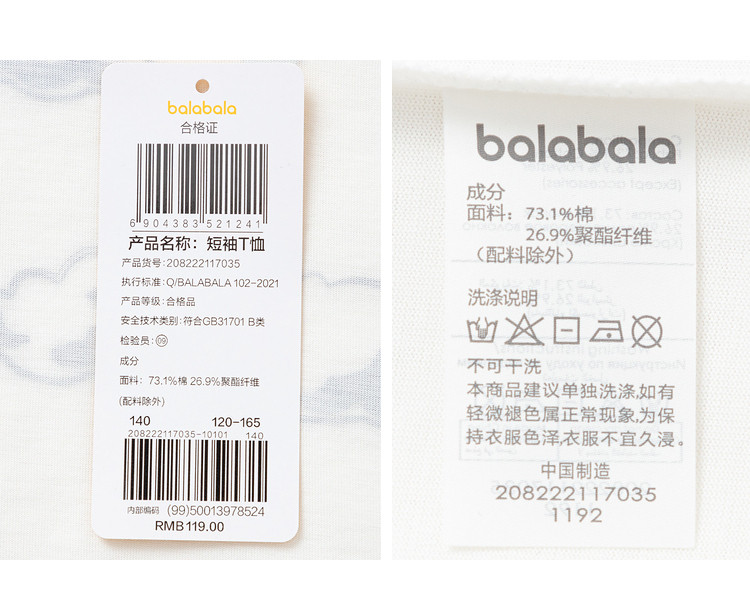 balabala
合格证
6 904383 521241
产品名称：短袖T恤
产品货号:208222117035
执行标准:Q/BALABALA 102-2021
产品等级:合格品
安全技术类别:符合GB31701 B类
检验员:09
成分
面料：73.1%棉 26.9%聚酯纤维
(配料除外)
140 120-165
208222117035-10101 140
内部编码 (99)50013978524
RMB119.00
balabala
成分
面料：73.1%棉
26.9%聚酯纤维
（配料除外）
洗涤说明
不可干洗
本商品建议单独洗涤,如有
轻微褪色属正常现象,为保
持衣服色泽,衣服不宜久浸。
中国制造
208222117035
1192